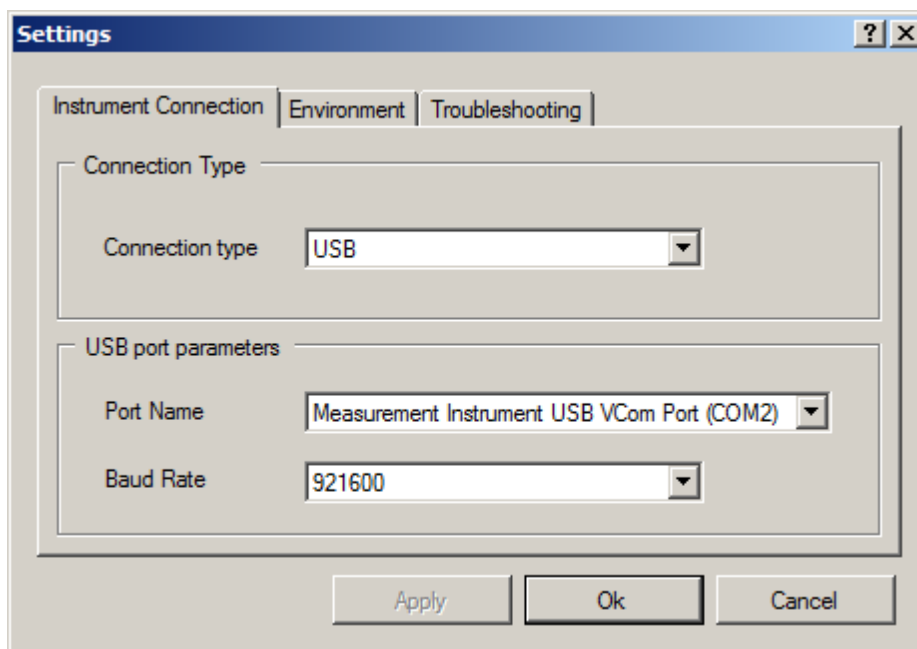 Settings
Instrument Connection Environment Troubleshooting
Connection Type
Connection type USB
USB port parameters
Port Name Measurement Instrument USB VCom Port (COM2)
Baud Rate 921600
Apply Ok Cancel